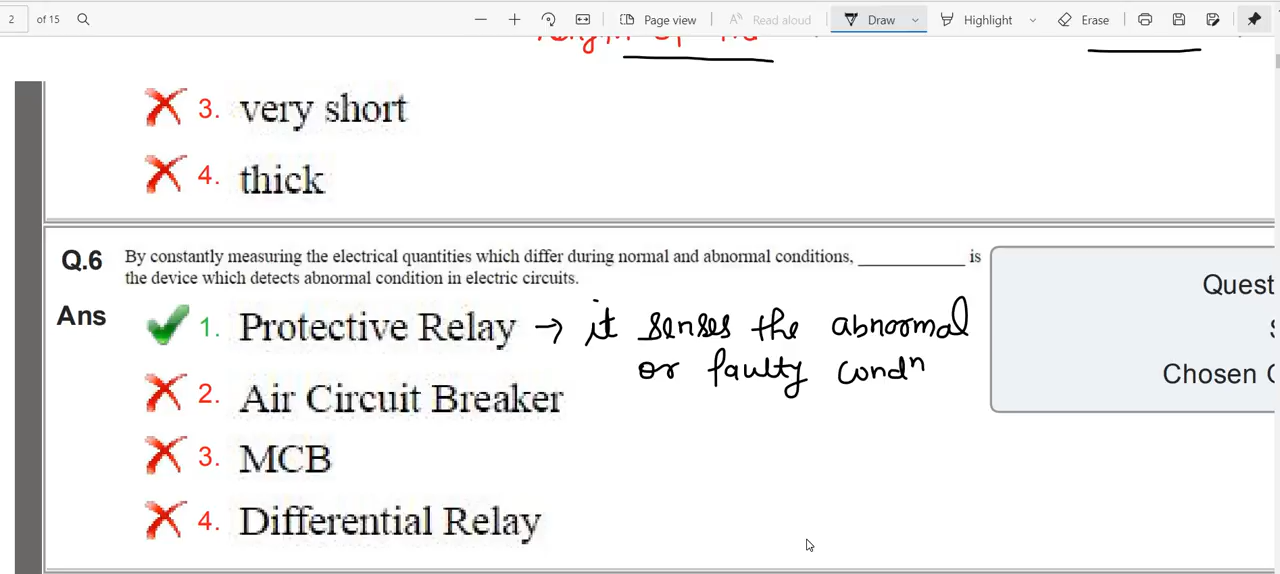 2 of 15 Page view Read aloud Draw Highlight Erase
3. very short
4. thick
Q.6 By constantly measuring the electrical quantities which differ during normal and abnormal conditions, ____________ is
the device which detects abnormal condition in electric circuits.
Quest
Ans 1. Protective Relay → it senses the abnormal
or faulty condn
Chosen
2. Air Circuit Breaker
3. MCB
4. Differential Relay